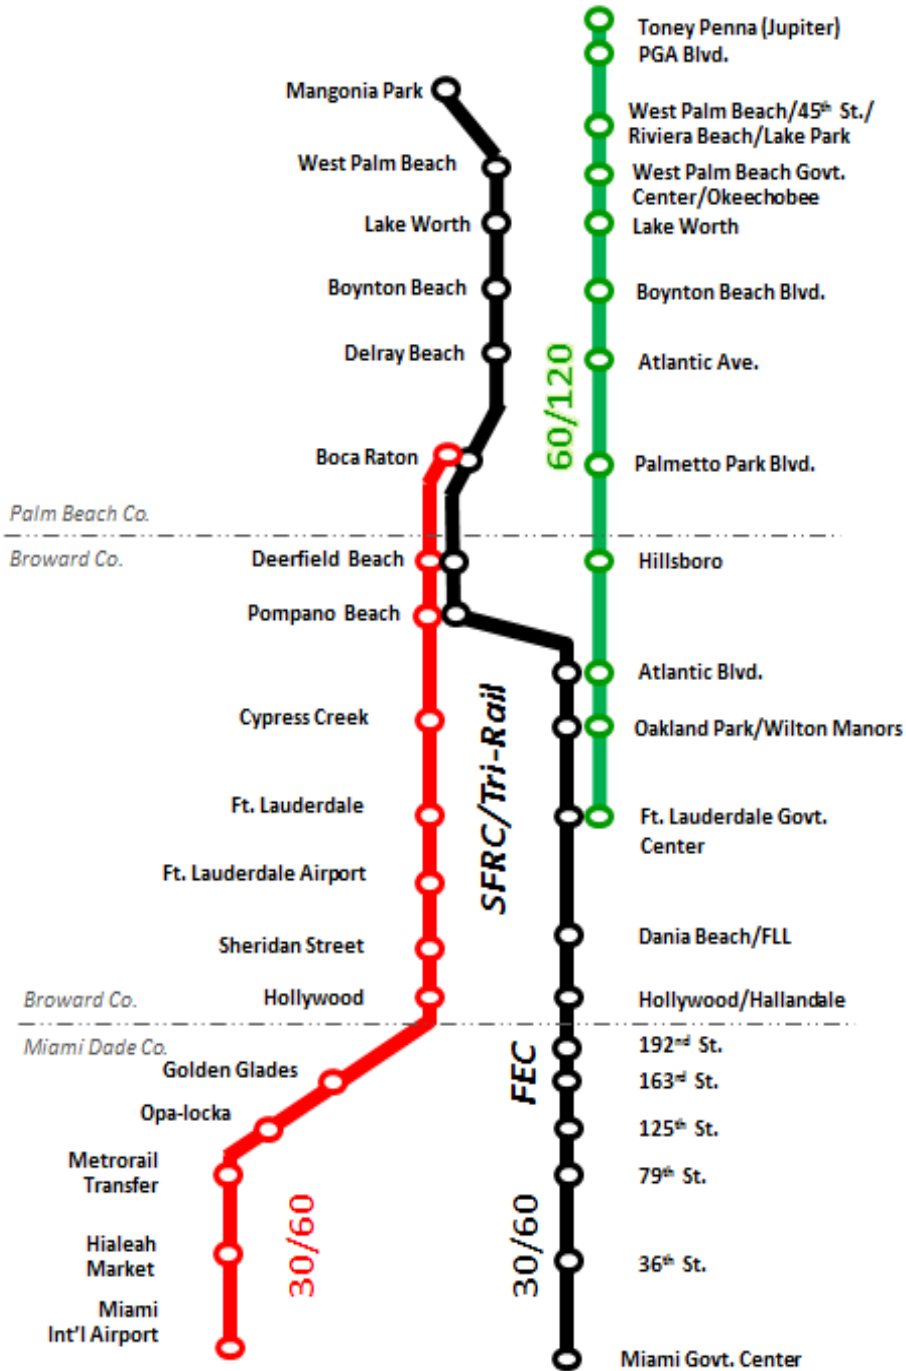 Toney Penna (Jupiter)
PGA Blvd.
Mangonia Park
West Palm Beach/45th St./
Riviera Beach/Lake Park
West Palm Beach
West Palm Beach Govt.
Center/Okeechobee
Lake Worth
Lake Worth
Boynton Beach
Boynton Beach Blvd.
Delray Beach
60/120
Atlantic Ave.
Boca Raton
Palmetto Park Blvd.
Palm Beach Co.
Broward Co.
Deerfield Beach
Hillsboro
Pompano Beach
Atlantic Blvd.
Cypress Creek
SFRC/Tri-Rail
Oakland Park/Wilton Manors
Ft. Lauderdale
Ft. Lauderdale Govt.
Center
Ft. Lauderdale Airport
Sheridan Street
Dania Beach/FLL
Broward Co.
Hollywood
Hollywood/Hallandale
Miami Dade Co.
FEC
192nd St.
Golden Glades
163rd St.
Opa-locka
125th St.
Metrorail
Transfer
79th St.
30/60
30/60
Hialeah
Market
36th St.
Miami
Int'l Airport
Miami Govt. Center